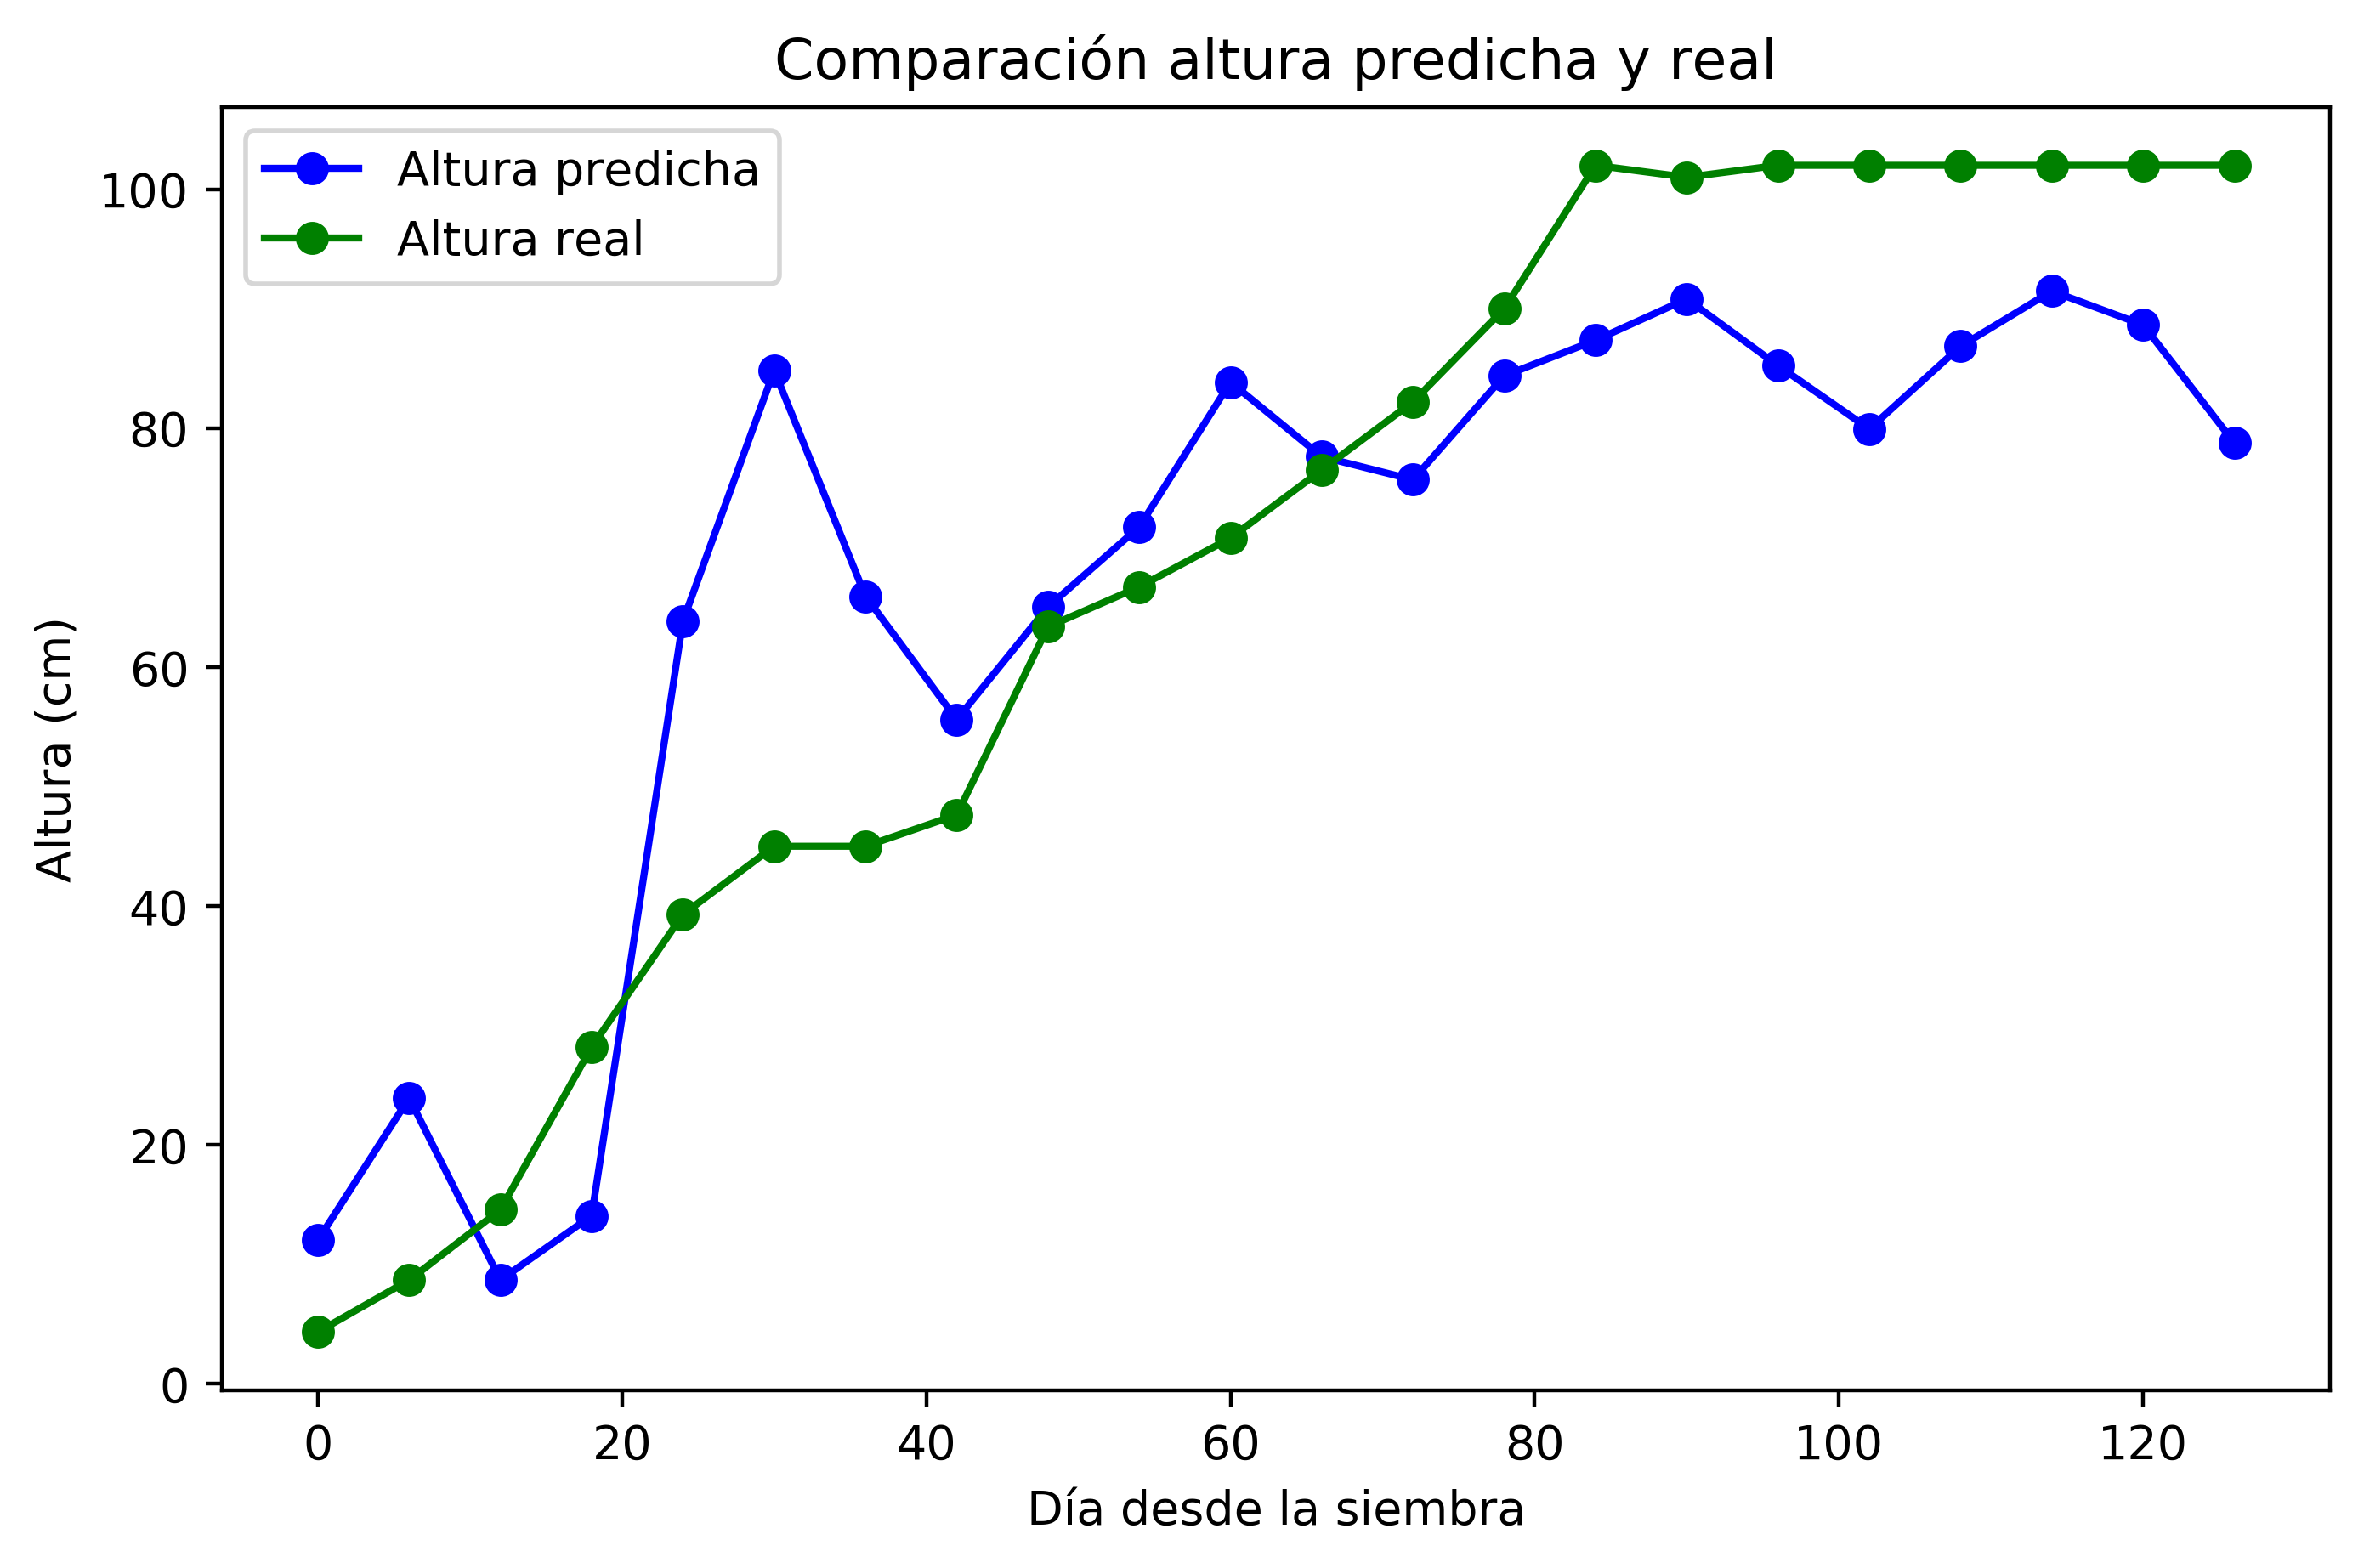 Comparación altura predicha y real
Altura predicha
Altura real
Altura (cm)
100
80
60
40
20
0
0 20 40 60 80 100 120
Día desde la siembra